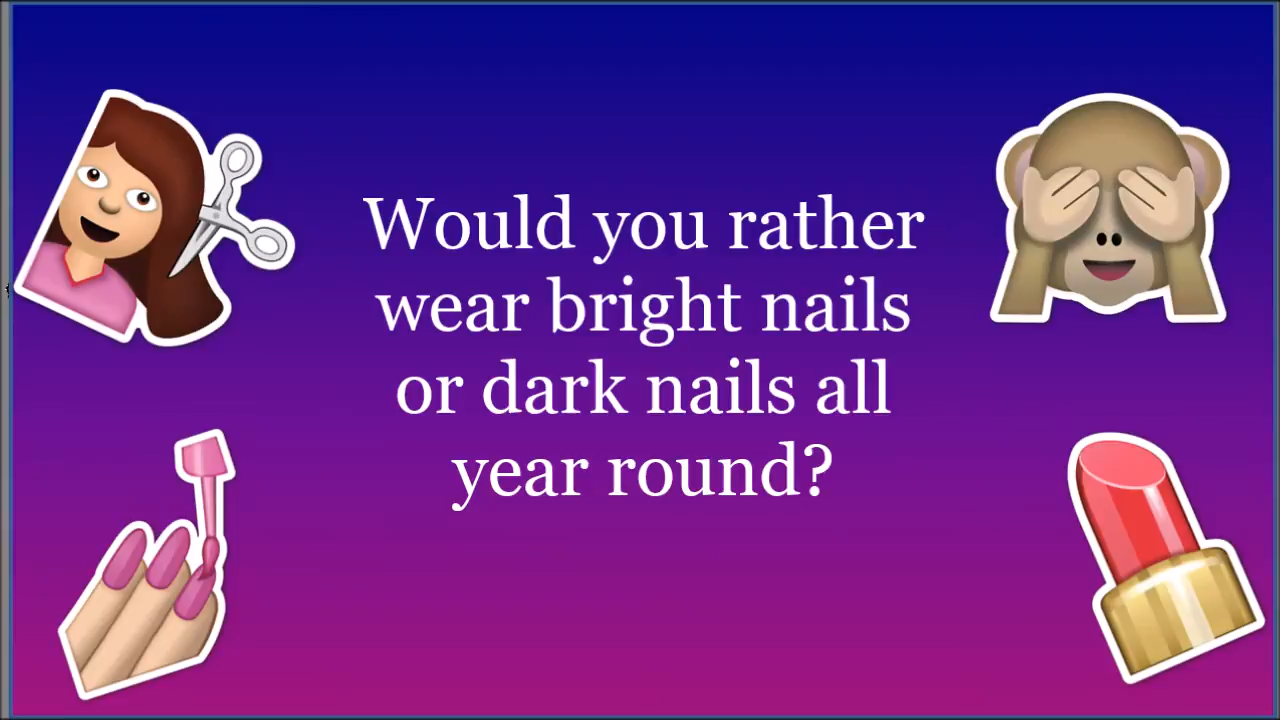 Would you rather
wear bright nails
or dark nails all
year round?